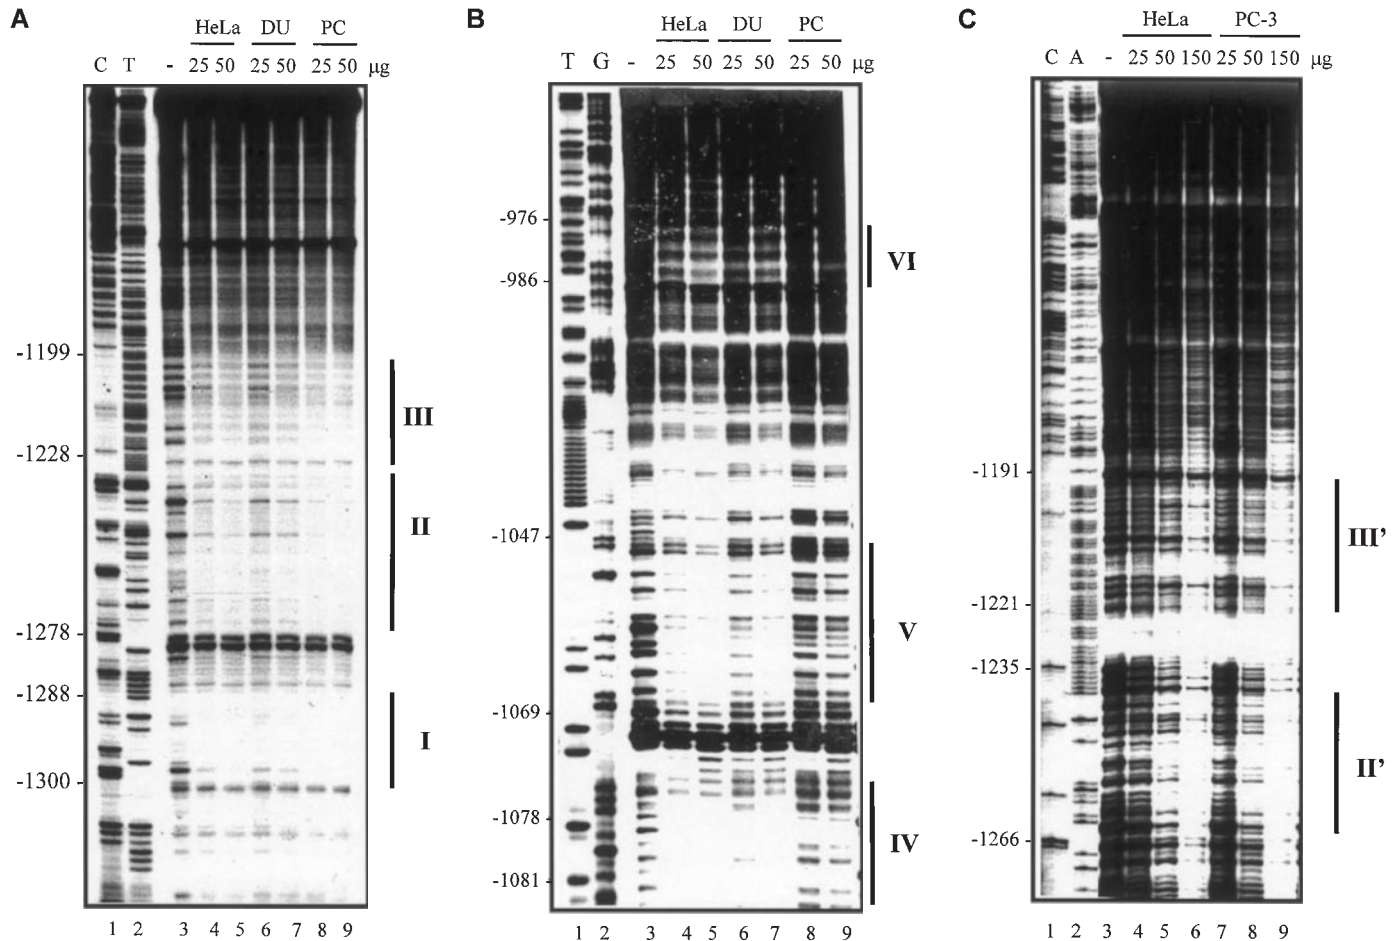 A
HeLa DU PC
C T - 25 50 25 50 25 50 μg
-1199
-1228
-1278
-1288
-1300
III
II
I
1 2 3 4 5 6 7 8 9
B
HeLa DU PC
T G - 25 50 25 50 25 50 μg
-976
-986
-1047
-1069
-1078
-1081
VI
V
IV
1 2 3 4 5 6 7 8 9
C
HeLa PC-3
C A - 25 50 150 25 50 150 μg
-1191
-1221
-1235
-1266
III'
II'
1 2 3 4 5 6 7 8 9